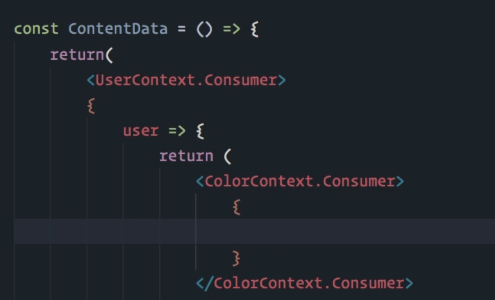 const ContentData = () => {
return(
<UserContext.Consumer>
{
user => {
return (
<ColorContext.Consumer>
{
}
</ColorContext.Consumer>